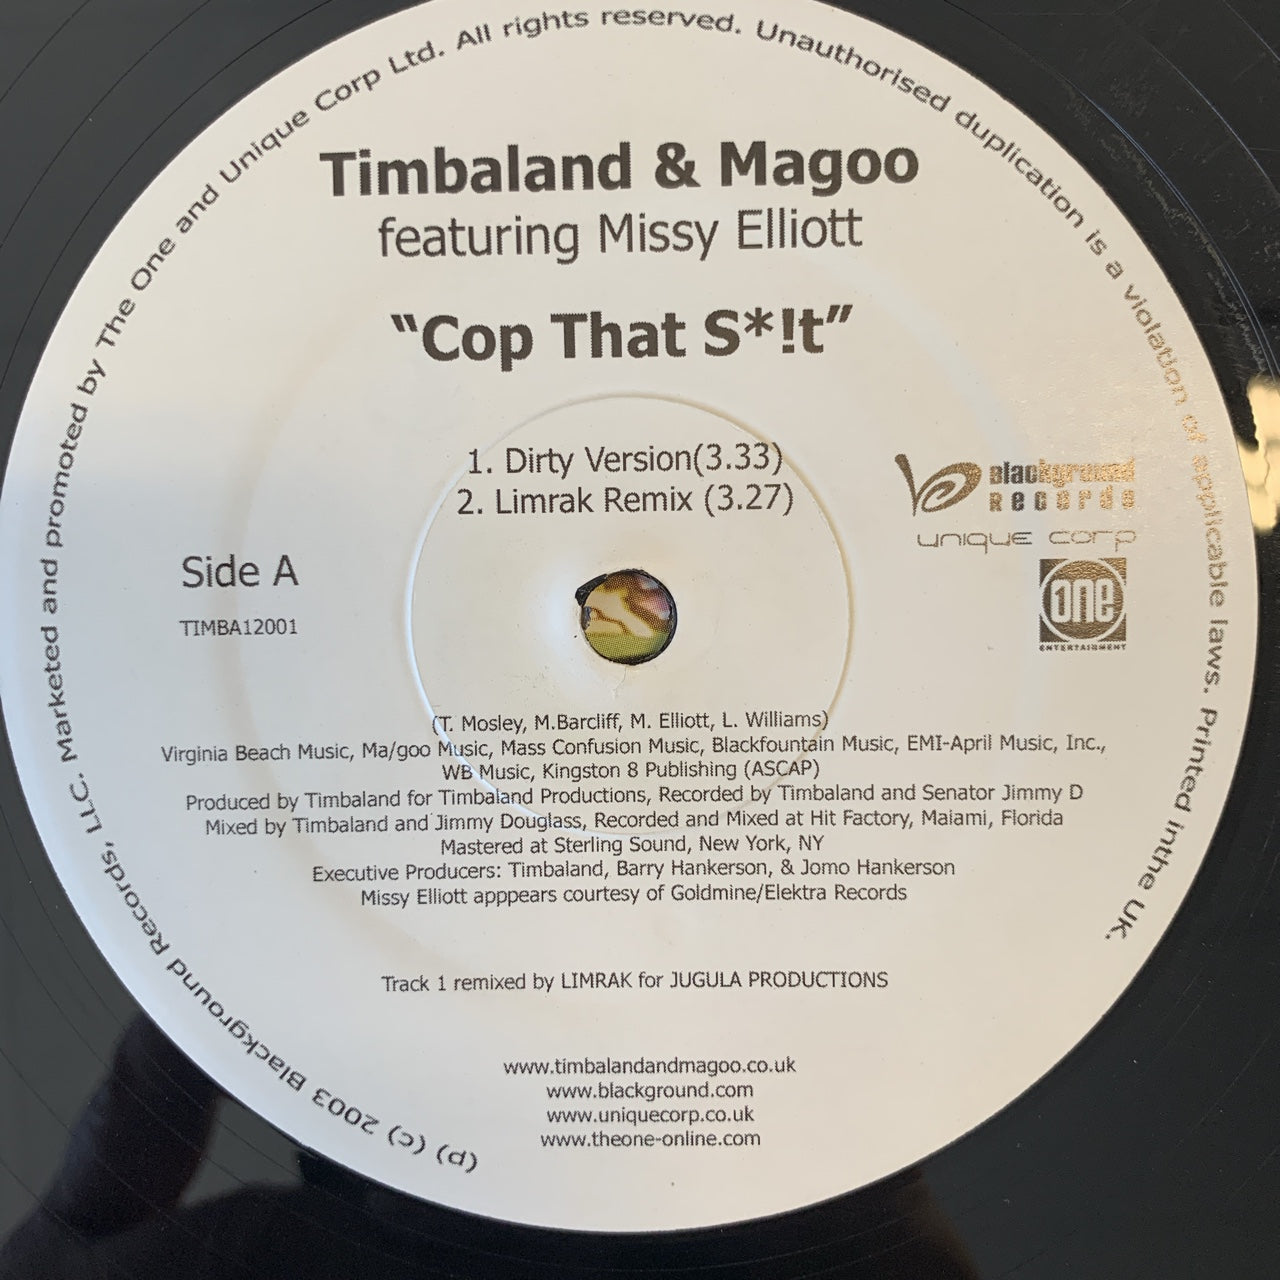 (p) (c) 2003 Blackground Records, LLC. Marketed and promoted by The One and Unique Corp Ltd. All rights reserved. Unauthorised duplication is a violation of applicable laws. Printed inthe UK.
Timbaland & Magoo
featuring Missy Elliott
“Cop That S*!t”
1. Dirty Version(3.33)
2. Limrak Remix (3.27)
Side A
TIMBA12001
Blackground
Records
unique corp
one
ENTERTAINMENT
(T. Mosley, M.Barcliff, M. Elliott, L. Williams)
Virginia Beach Music, Ma/goo Music, Mass Confusion Music, Blackfountain Music, EMI-April Music, Inc.,
WB Music, Kingston 8 Publishing (ASCAP)
Produced by Timbaland for Timbaland Productions, Recorded by Timbaland and Senator Jimmy D
Mixed by Timbaland and Jimmy Douglass, Recorded and Mixed at Hit Factory, Maiami, Florida
Mastered at Sterling Sound, New York, NY
Executive Producers: Timbaland, Barry Hankerson, & Jomo Hankerson
Missy Elliott apppears courtesy of Goldmine/Elektra Records
Track 1 remixed by LIMRAK for JUGULA PRODUCTIONS
www.timbalandandmagoo.co.uk
www.blackground.com
www.uniquecorp.co.uk
www.theone-online.com